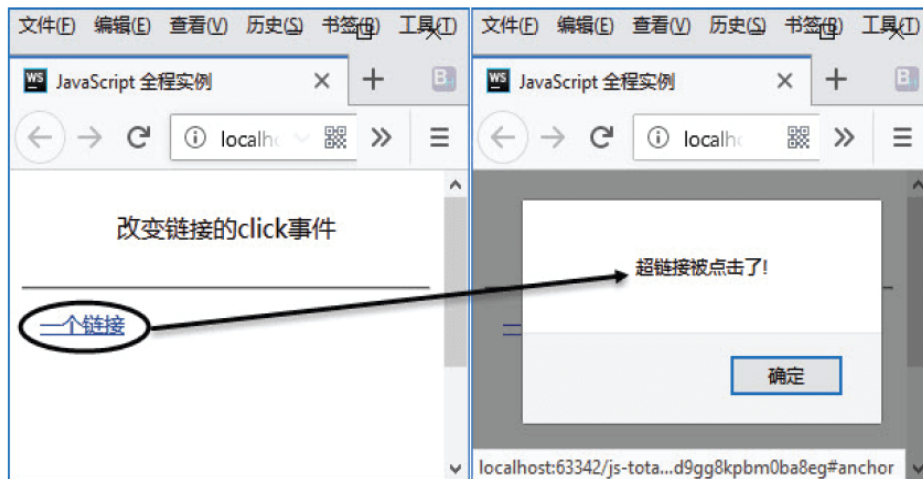 文件(F) 编辑(E) 查看(V) 历史(S) 书签(B) 工具(T)
JavaScript 全程实例
localh
改变链接的click事件
一个链接
文件(F) 编辑(E) 查看(V) 历史(S) 书签(B) 工具(T)
JavaScript 全程实例
localh
超链接被点击了!
确定
localhost:63342/js-tota...d9gg8kpbm0ba8eg#anchor